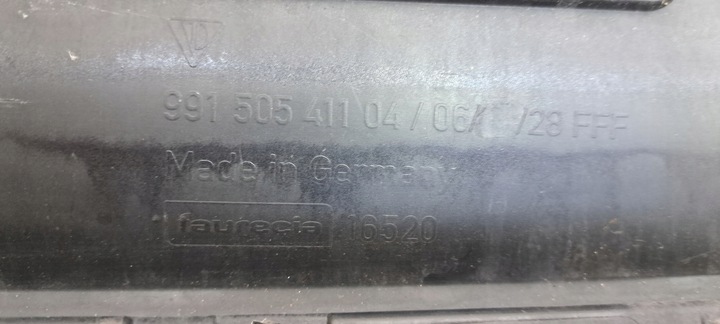 991 505 411 04 / 06/ /28 FFF
Made in Germany
faurecia 16520